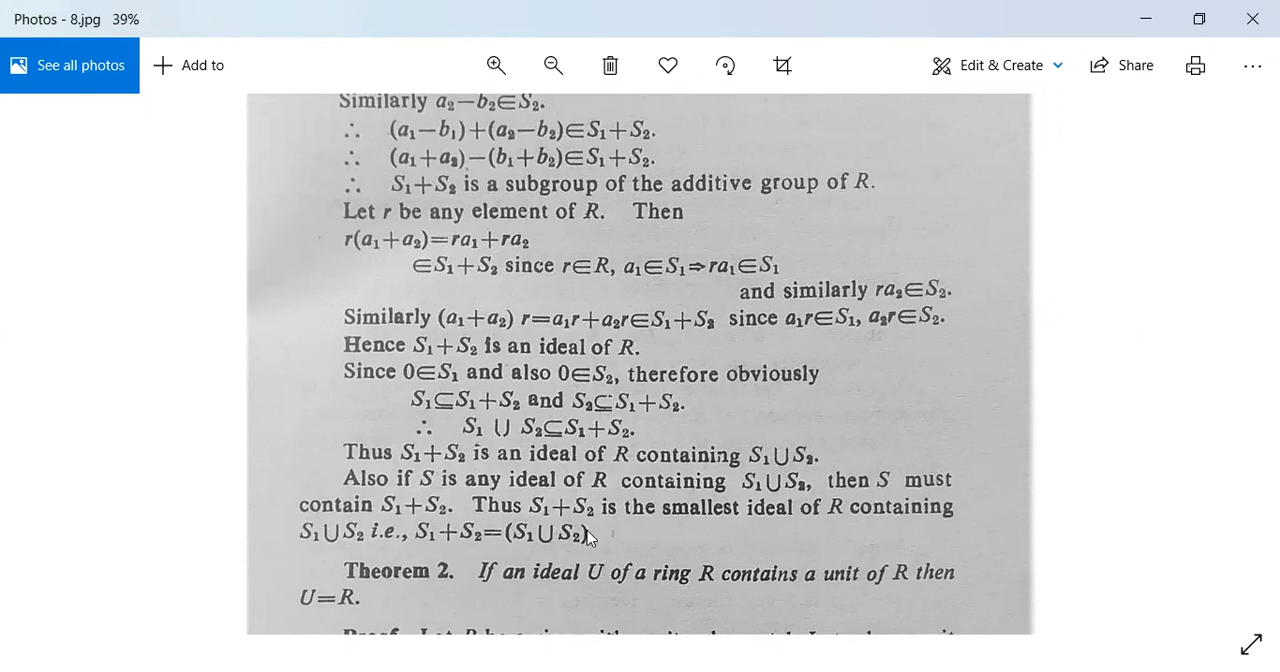 Photos - 8.jpg 39%
See all photos
Add to
Edit & Create
Share
Similarly a₂—b₂∈S₂.
∴ (a₁—b₁)+(a₂—b₂)∈S₁+S₂.
∴ (a₁+a₂)—(b₁+b₂)∈S₁+S₂.
∴ S₁+S₂ is a subgroup of the additive group of R.
Let r be any element of R. Then
r(a₁+a₂)=ra₁+ra₂
∈S₁+S₂ since r∈R, a₁∈S₁⇒ra₁∈S₁
and similarly ra₂∈S₂.
Similarly (a₁+a₂) r=a₁r+a₂r∈S₁+S₂ since a₁r∈S₁, a₂r∈S₂.
Hence S₁+S₂ is an ideal of R.
Since 0∈S₁ and also 0∈S₂, therefore obviously
S₁⊆S₁+S₂ and S₂⊆S₁+S₂.
∴ S₁ ∪ S₂⊆S₁+S₂.
Thus S₁+S₂ is an ideal of R containing S₁∪S₂.
Also if S is any ideal of R containing S₁∪S₂, then S must
contain S₁+S₂. Thus S₁+S₂ is the smallest ideal of R containing
S₁∪S₂ i.e., S₁+S₂=(S₁∪S₂)
Theorem 2. If an ideal U of a ring R contains a unit of R then
U=R.